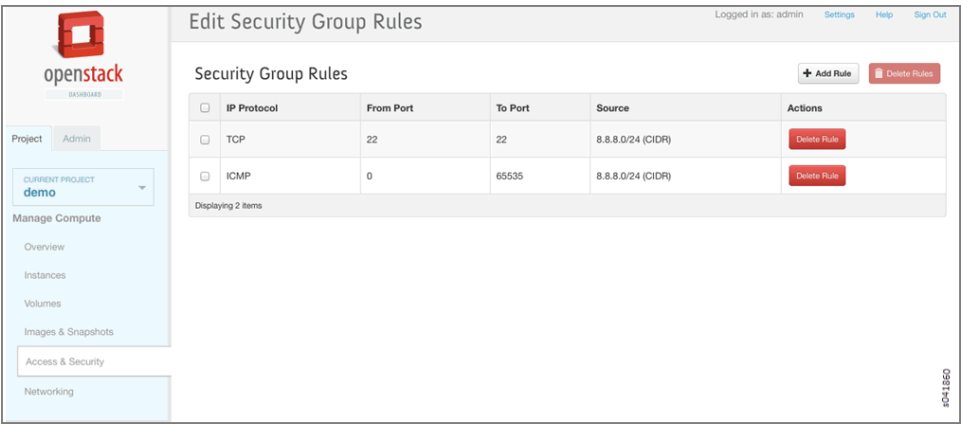 Edit Security Group Rules
Logged in as: admin Settings Help Sign Out
openstack
DASHBOARD
Security Group Rules
+ Add Rule Delete Rules
IP Protocol From Port To Port Source Actions
TCP 22 22 8.8.8.0/24 (CIDR) Delete Rule
ICMP 0 65535 8.8.8.0/24 (CIDR) Delete Rule
Displaying 2 items
Project Admin
CURRENT PROJECT
demo
Manage Compute
Overview
Instances
Volumes
Images & Snapshots
Access & Security
Networking
s041860